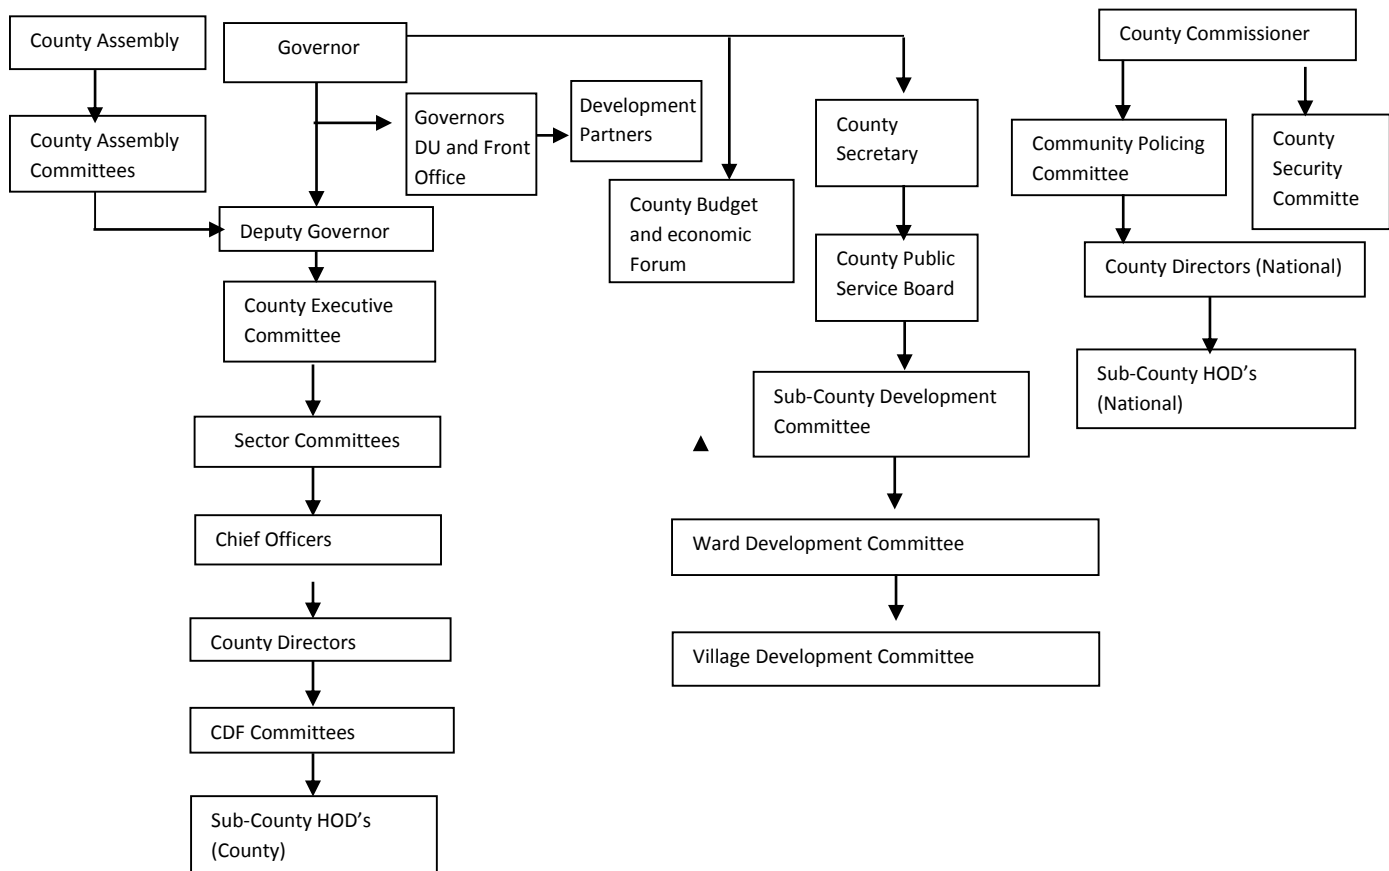 County Assembly
County Assembly
Committees
Governor
Governors
DU and Front
Office
Development
Partners
Deputy Governor
County Executive
Committee
Sector Committees
Chief Officers
County Directors
CDF Committees
Sub-County HOD's
(County)
County Budget
and economic
Forum
County
Secretary
County Public
Service Board
Sub-County Development
Committee
Ward Development Committee
Village Development Committee
County Commissioner
Community Policing
Committee
County
Security
Committe
County Directors (National)
Sub-County HOD's
(National)